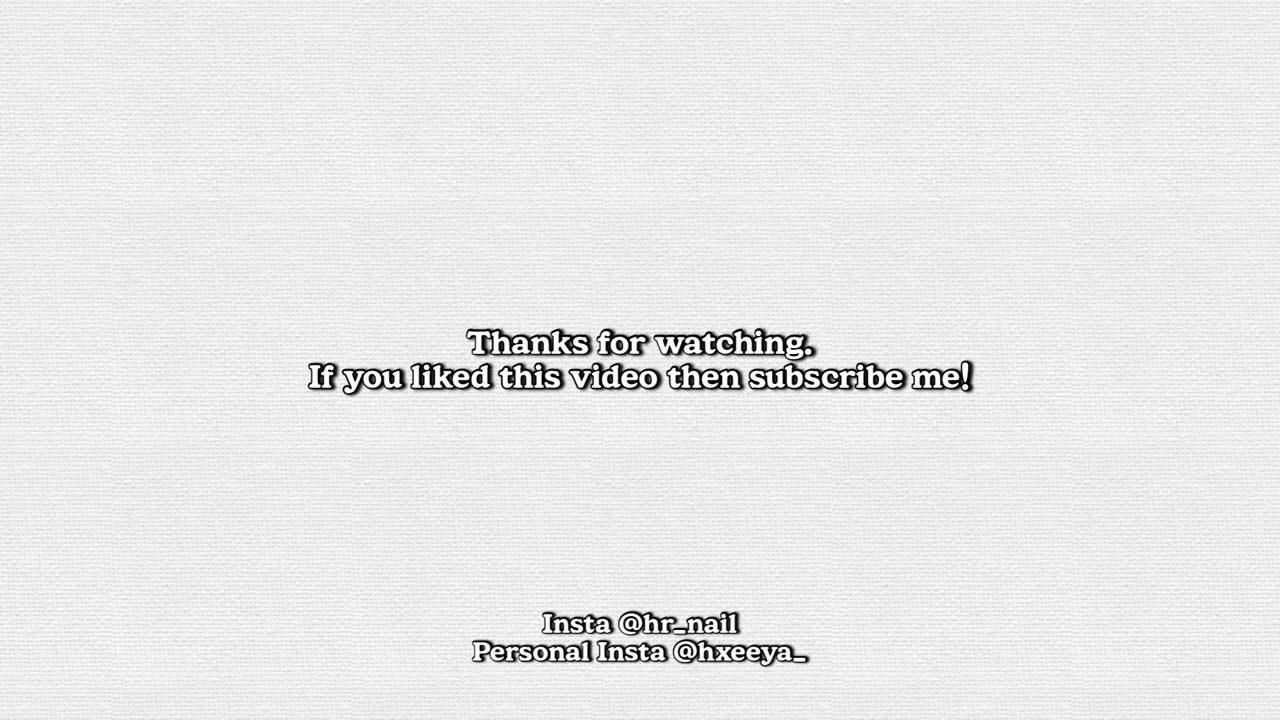 Thanks for watching.
If you liked this video then subscribe me!
Insta @hr_nail
Personal Insta @hxeeya_